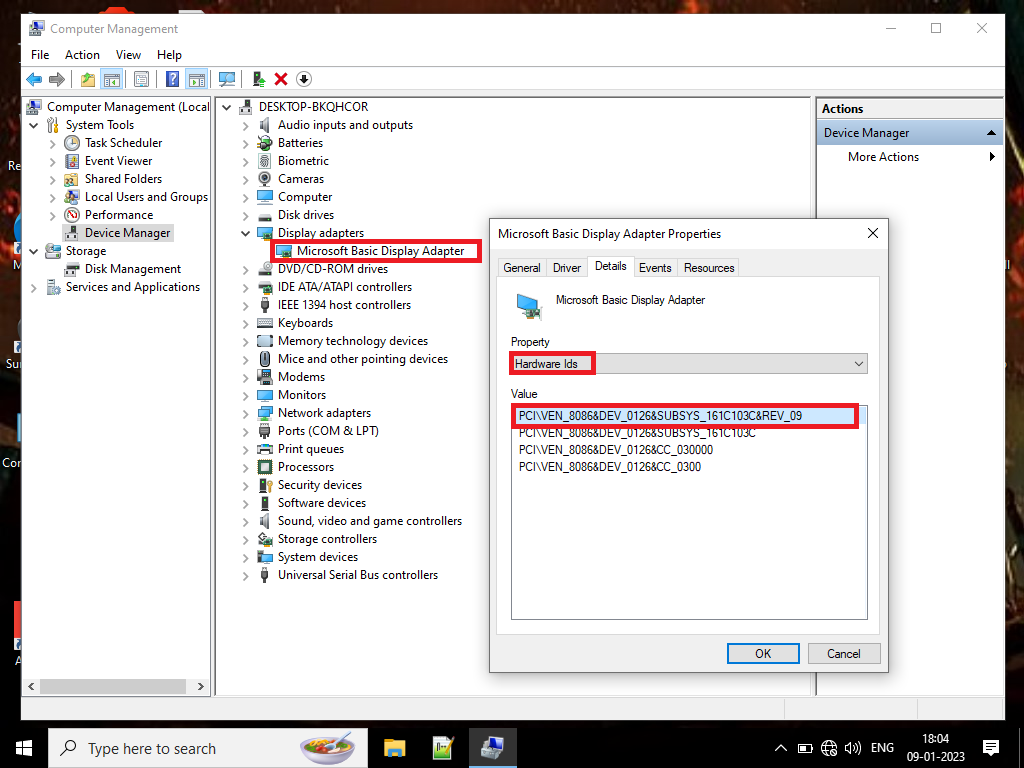 Computer Management
File Action View Help
Computer Management (Local
System Tools
Task Scheduler
Event Viewer
Shared Folders
Local Users and Groups
Performance
Device Manager
Storage
Disk Management
Services and Applications
DESKTOP-BKQHCOR
Audio inputs and outputs
Batteries
Biometric
Cameras
Computer
Disk drives
Display adapters
Microsoft Basic Display Adapter
DVD/CD-ROM drives
IDE ATA/ATAPI controllers
IEEE 1394 host controllers
Keyboards
Memory technology devices
Mice and other pointing devices
Modems
Monitors
Network adapters
Ports (COM & LPT)
Print queues
Processors
Security devices
Software devices
Sound, video and game controllers
Storage controllers
System devices
Universal Serial Bus controllers
Actions
Device Manager
More Actions
Microsoft Basic Display Adapter Properties
General Driver Details Events Resources
Microsoft Basic Display Adapter
Property
Hardware Ids
Value
PCI\VEN_8086&DEV_0126&SUBSYS_161C103C&REV_09
PCI\VEN_8086&DEV_0126&SUBSYS_161C103C
PCI\VEN_8086&DEV_0126&CC_030000
PCI\VEN_8086&DEV_0126&CC_0300
OK Cancel
Type here to search
ENG
18:04
09-01-2023